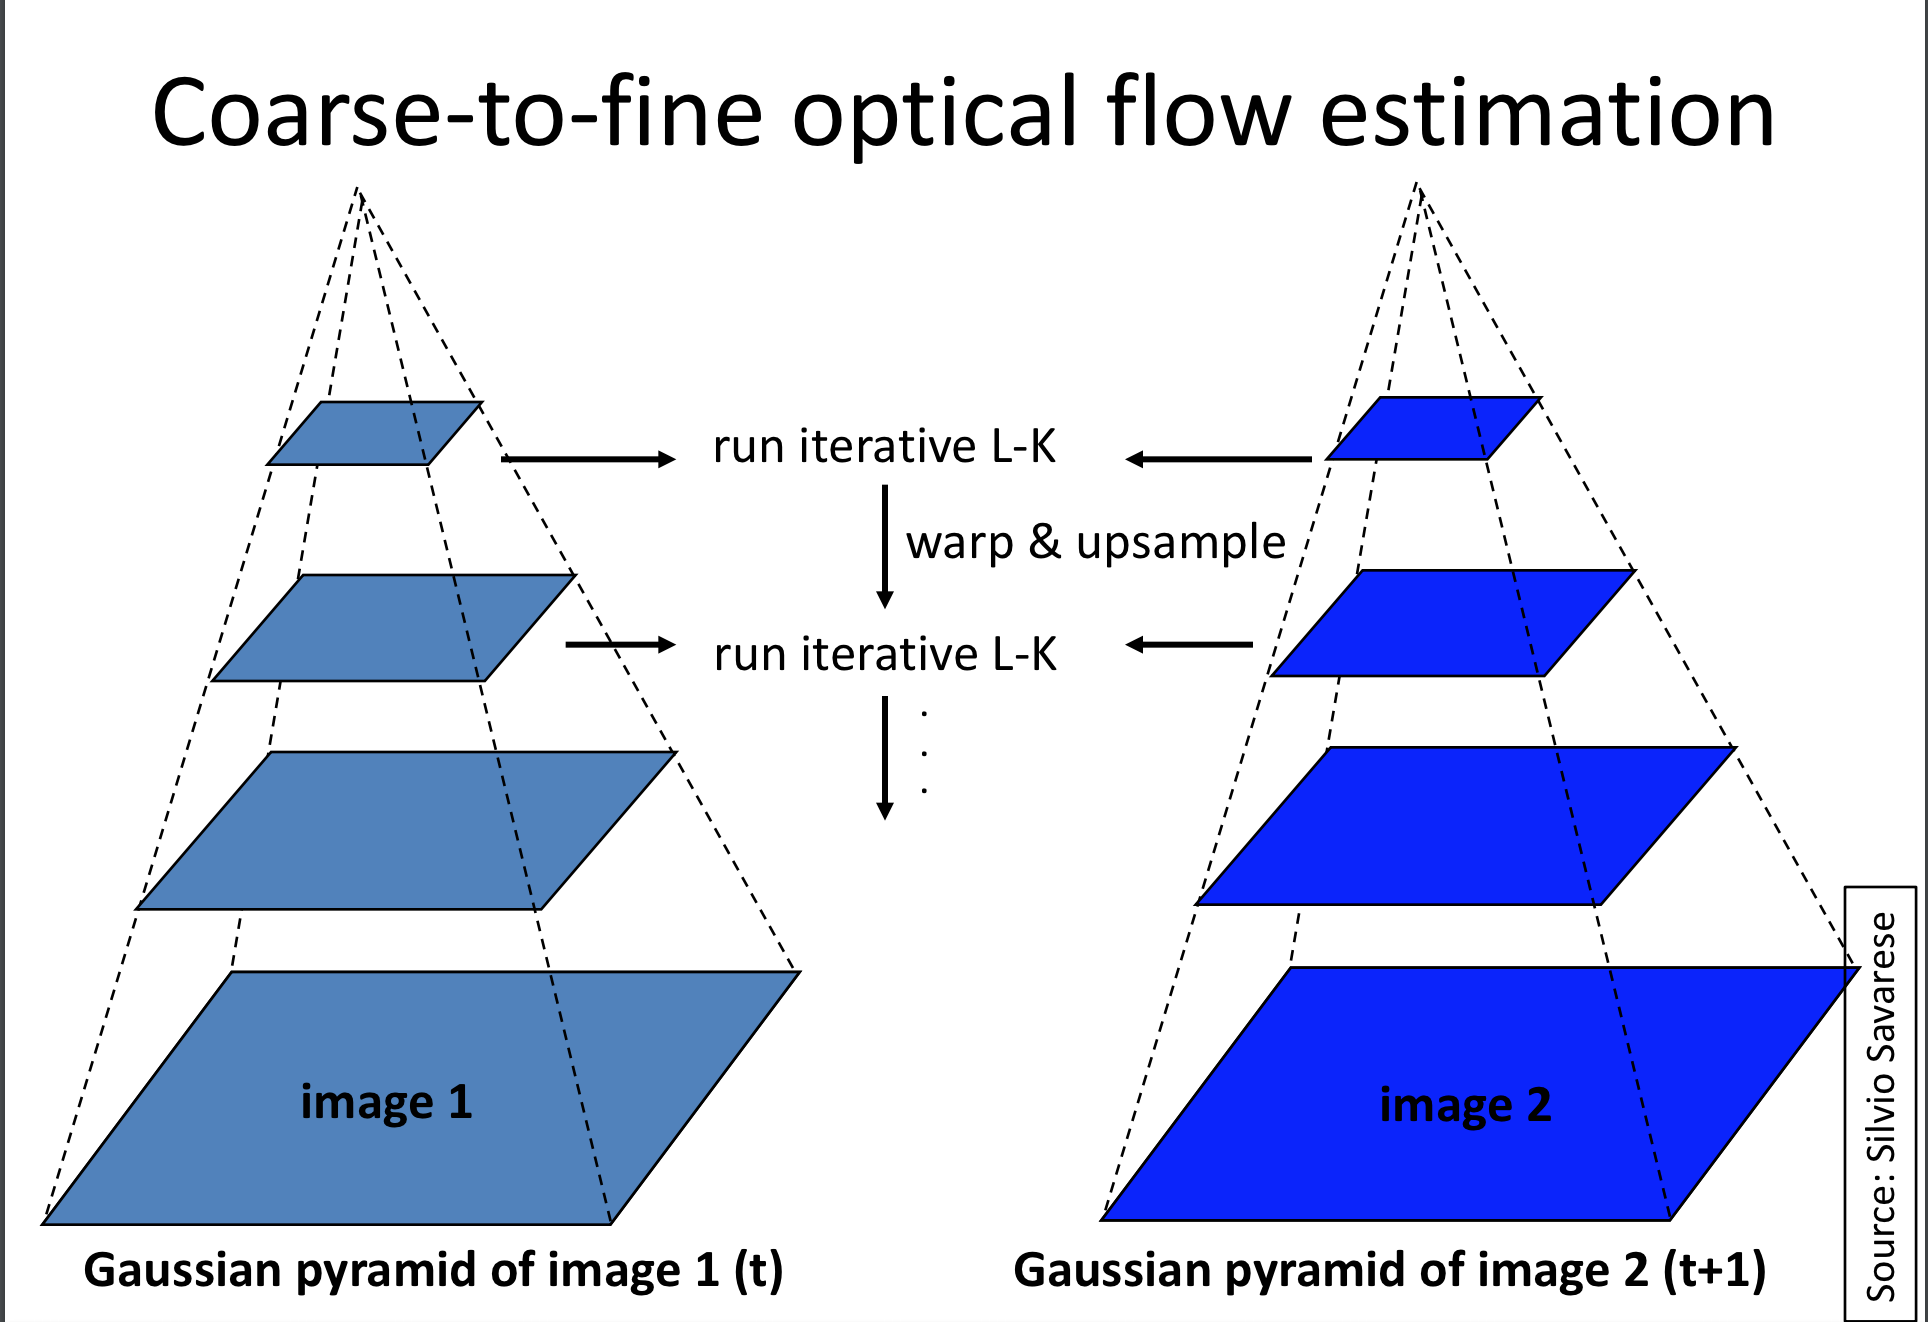 Coarse-to-fine optical flow estimation
run iterative L-K
warp & upsample
run iterative L-K
.
.
.
image 1
image 2
Gaussian pyramid of image 1 (t)
Gaussian pyramid of image 2 (t+1)
Source: Silvio Savarese